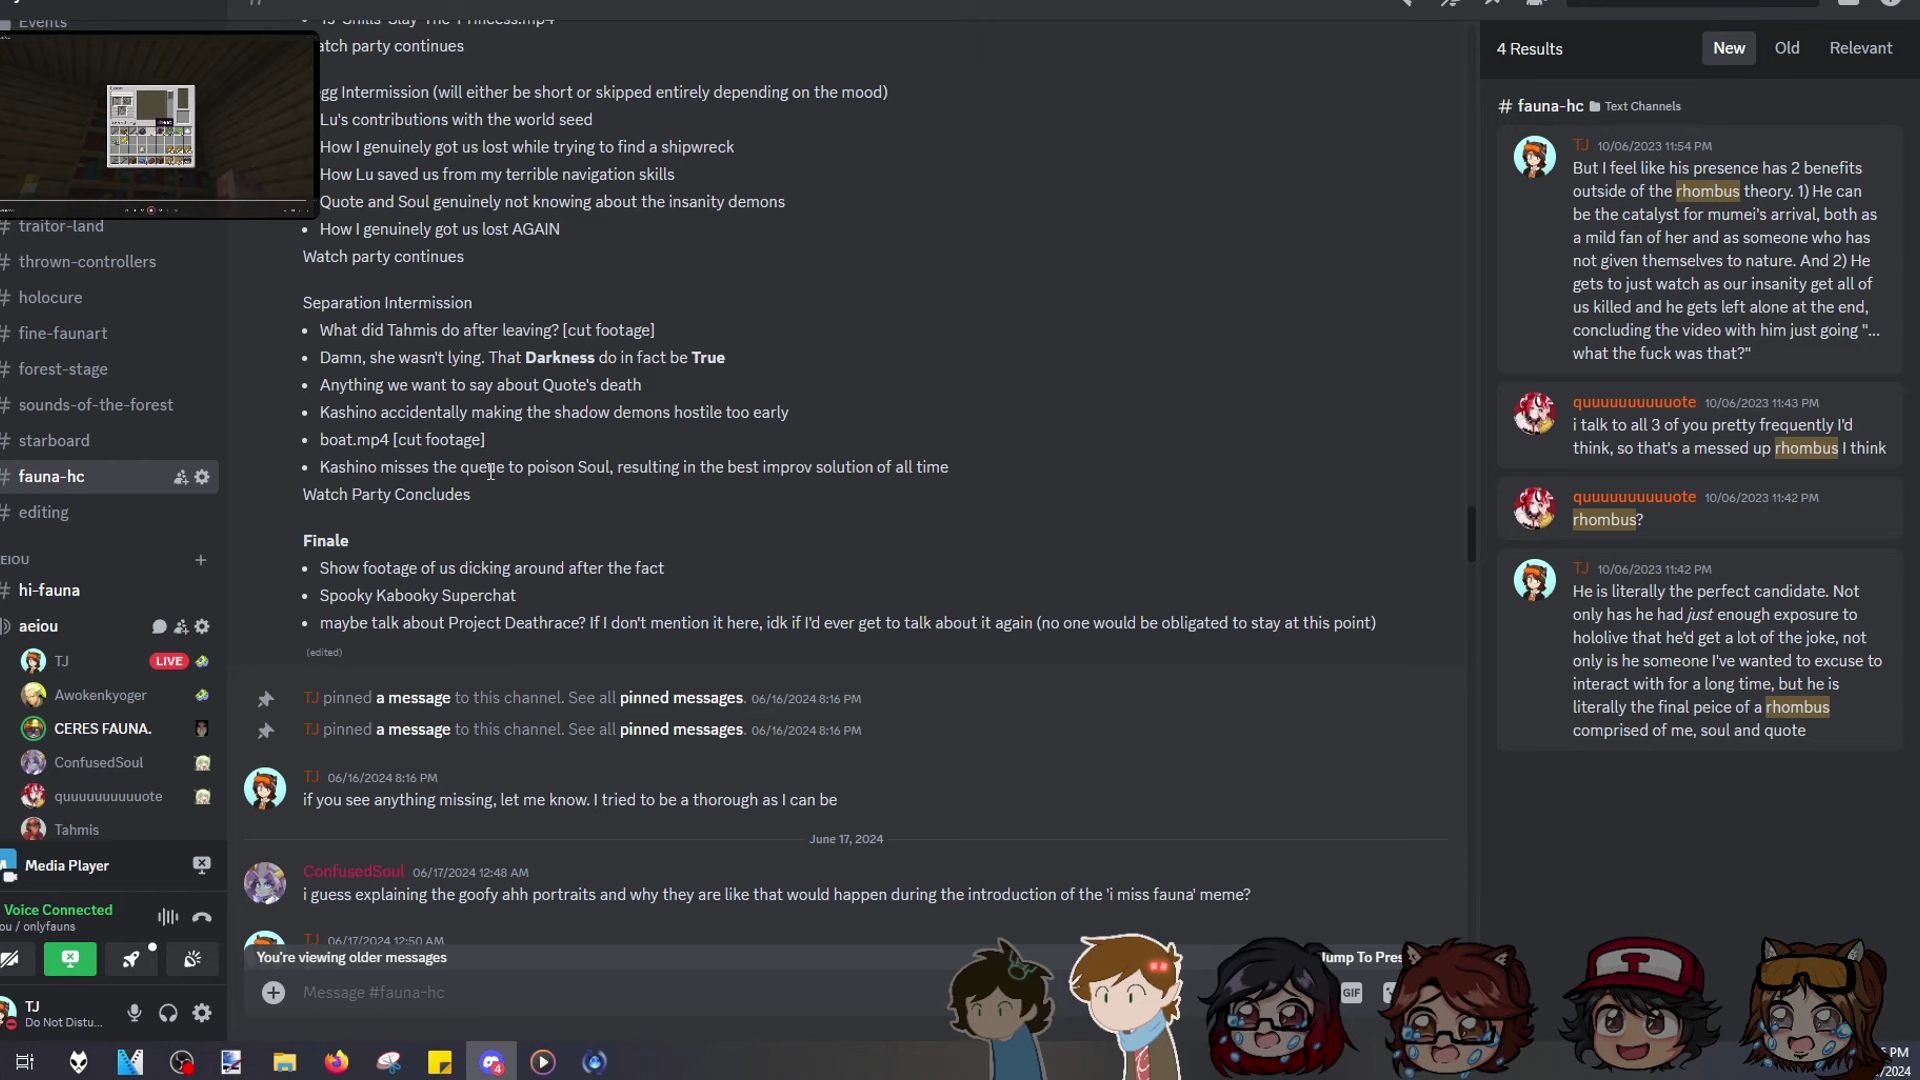 Events
traitor-land
thrown-controllers
holocure
fine-faunart
forest-stage
sounds-of-the-forest
starboard
fauna-hc
editing
AEIOU
hi-fauna
aeiou
TJ LIVE
Awokenkyoger
CERES FAUNA.
ConfusedSoul
quuuuuuuuuote
Tahmis
Media Player
Voice Connected
ou / onlyfauns
TJ
Do Not Distu...
atch party continues
gg Intermission (will either be short or skipped entirely depending on the mood)
Lu's contributions with the world seed
How I genuinely got us lost while trying to find a shipwreck
How Lu saved us from my terrible navigation skills
Quote and Soul genuinely not knowing about the insanity demons
• How I genuinely got us lost AGAIN
Watch party continues
Separation Intermission
• What did Tahmis do after leaving? [cut footage]
• Damn, she wasn't lying. That Darkness do in fact be True
• Anything we want to say about Quote's death
• Kashino accidentally making the shadow demons hostile too early
• boat.mp4 [cut footage]
• Kashino misses the queue to poison Soul, resulting in the best improv solution of all time
Watch Party Concludes
Finale
• Show footage of us dicking around after the fact
• Spooky Kabooky Superchat
• maybe talk about Project Deathrace? If I don't mention it here, idk if I'd ever get to talk about it again (no one would be obligated to stay at this point)
(edited)
TJ pinned a message to this channel. See all pinned messages. 06/16/2024 8:16 PM
TJ pinned a message to this channel. See all pinned messages. 06/16/2024 8:16 PM
TJ 06/16/2024 8:16 PM
if you see anything missing, let me know. I tried to be a thorough as I can be
June 17, 2024
ConfusedSoul 06/17/2024 12:48 AM
i guess explaining the goofy ahh portraits and why they are like that would happen during the introduction of the 'i miss fauna' meme?
TJ 06/17/2024 12:50 AM
You're viewing older messages
Jump To Pres
Message #fauna-hc
GIF
4 Results
New Old Relevant
# fauna-hc Text Channels
TJ 10/06/2023 11:54 PM
But I feel like his presence has 2 benefits
outside of the rhombus theory. 1) He can
be the catalyst for mumei's arrival, both as
a mild fan of her and as someone who has
not given themselves to nature. And 2) He
gets to just watch as our insanity get all of
us killed and he gets left alone at the end,
concluding the video with him just going "...
what the fuck was that?"
quuuuuuuuuote 10/06/2023 11:43 PM
i talk to all 3 of you pretty frequently I'd
think, so that's a messed up rhombus I think
quuuuuuuuuote 10/06/2023 11:42 PM
rhombus?
TJ 10/06/2023 11:42 PM
He is literally the perfect candidate. Not
only has he had just enough exposure to
hololive that he'd get a lot of the joke, not
only is he someone I've wanted to excuse to
interact with for a long time, but he is
literally the final peice of a rhombus
comprised of me, soul and quote